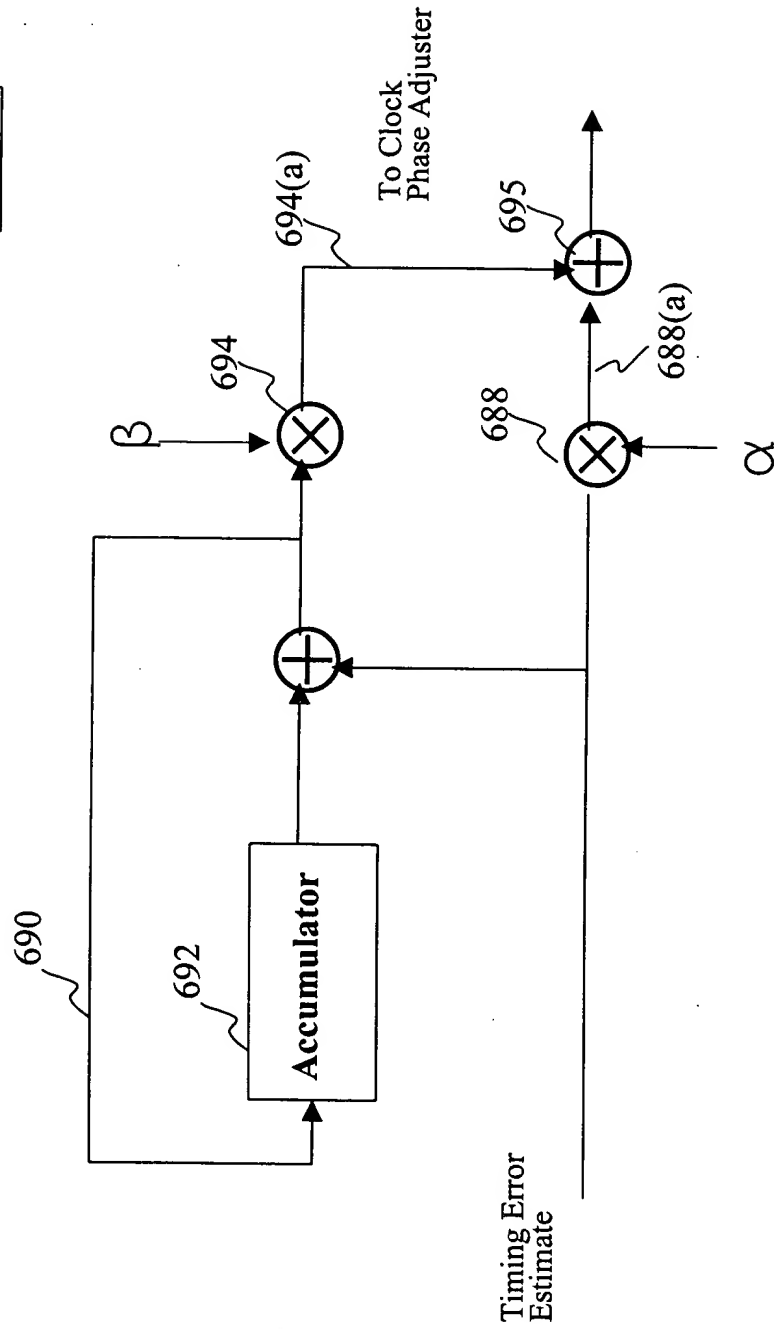 690
692
Accumulator
β
694
694(a)
To Clock
Phase Adjuster
695
688
688(a)
α
Timing Error
Estimate